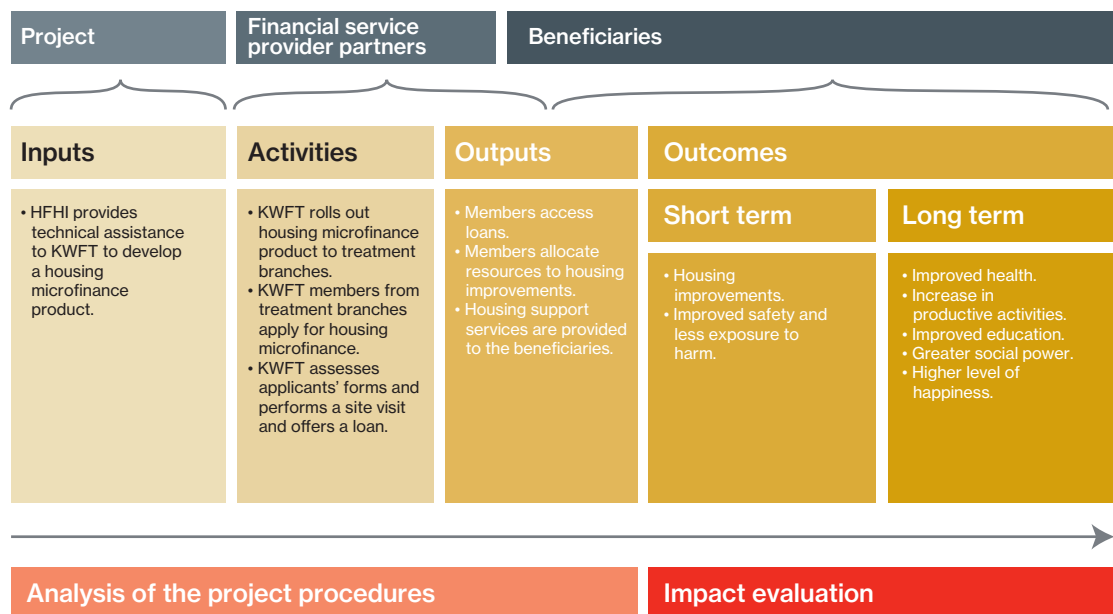 Project
Financial service
provider partners
Beneficiaries
Inputs
Activities
Outputs
Outcomes
• HFHI provides
technical assistance
to KWFT to develop
a housing
microfinance
product.
• KWFT rolls out
housing microfinance
product to treatment
branches.
• KWFT members from
treatment branches
apply for housing
microfinance.
• KWFT assesses
applicants’ forms and
performs a site visit
and offers a loan.
• Members access
loans.
• Members allocate
resources to housing
improvements.
• Housing support
services are provided
to the beneficiaries.
Short term
• Housing
improvements.
• Improved safety and
less exposure to
harm.
Long term
• Improved health.
• Increase in
productive activities.
• Improved education.
• Greater social power.
• Higher level of
happiness.
Analysis of the project procedures
Impact evaluation